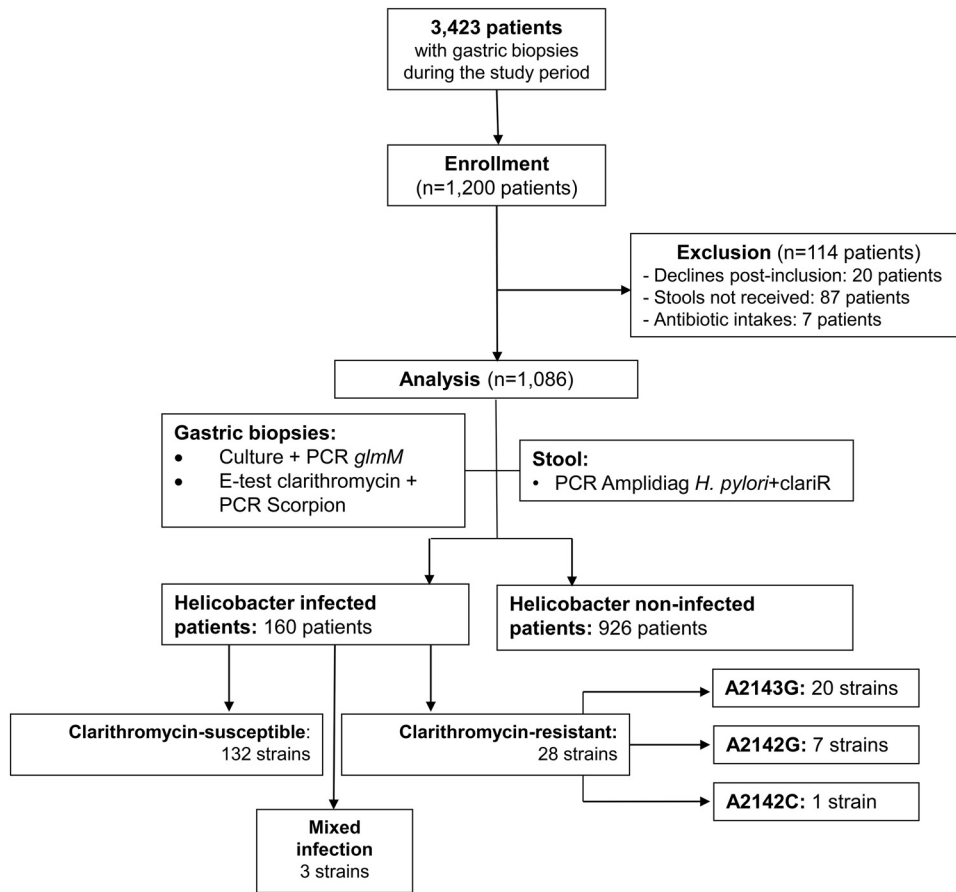 3,423 patients
with gastric biopsies
during the study period
Enrollment
(n=1,200 patients)
Exclusion (n=114 patients)
- Declines post-inclusion: 20 patients
- Stools not received: 87 patients
- Antibiotic intakes: 7 patients
Analysis (n=1,086)
Gastric biopsies:
• Culture + PCR glmM
• E-test clarithromycin +
PCR Scorpion
Stool:
• PCR Amplidiag H. pylori+clariR
Helicobacter infected
patients: 160 patients
Helicobacter non-infected
patients: 926 patients
Clarithromycin-susceptible:
132 strains
Clarithromycin-resistant:
28 strains
A2143G: 20 strains
A2142G: 7 strains
A2142C: 1 strain
Mixed
infection
3 strains